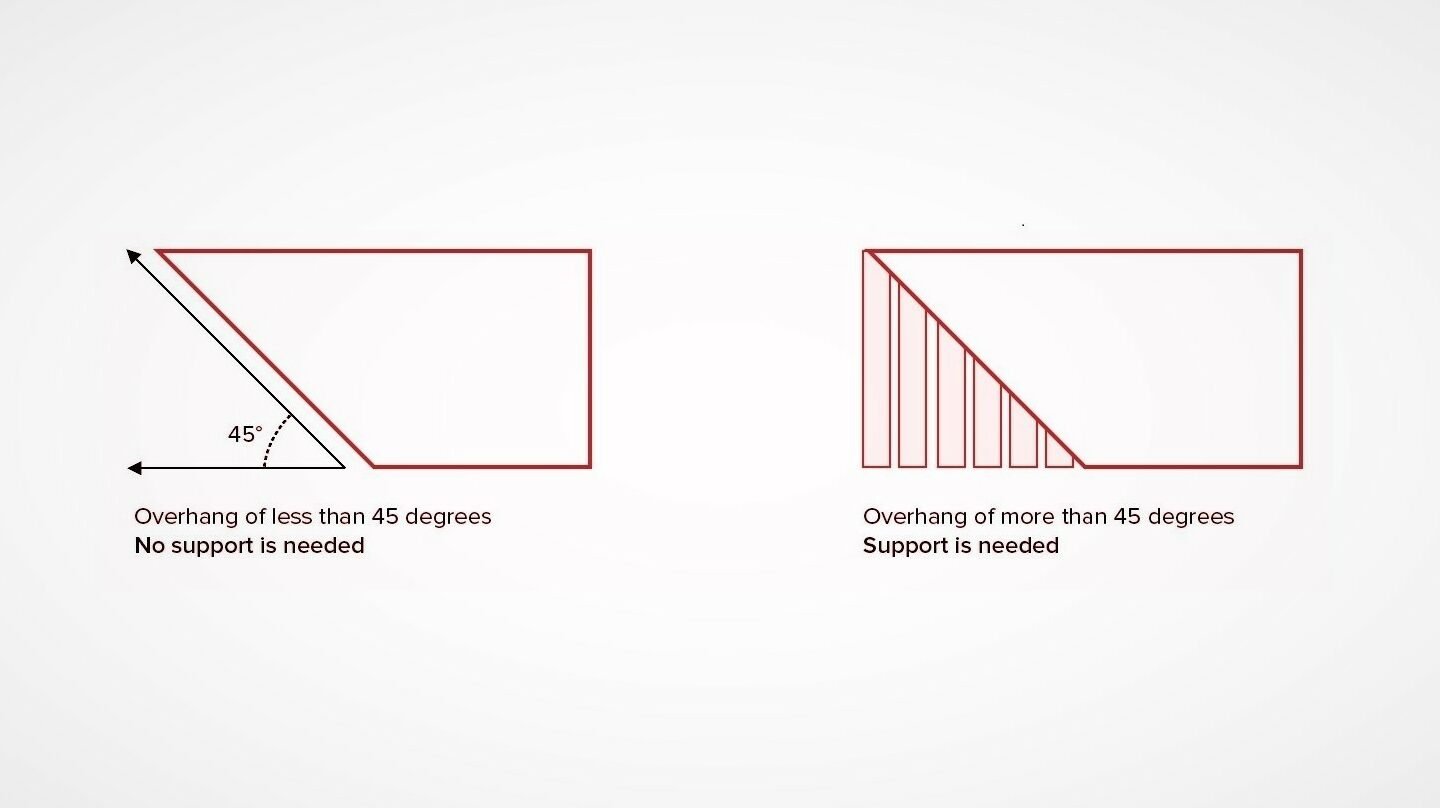 45°
Overhang of less than 45 degrees
No support is needed
Overhang of more than 45 degrees
Support is needed